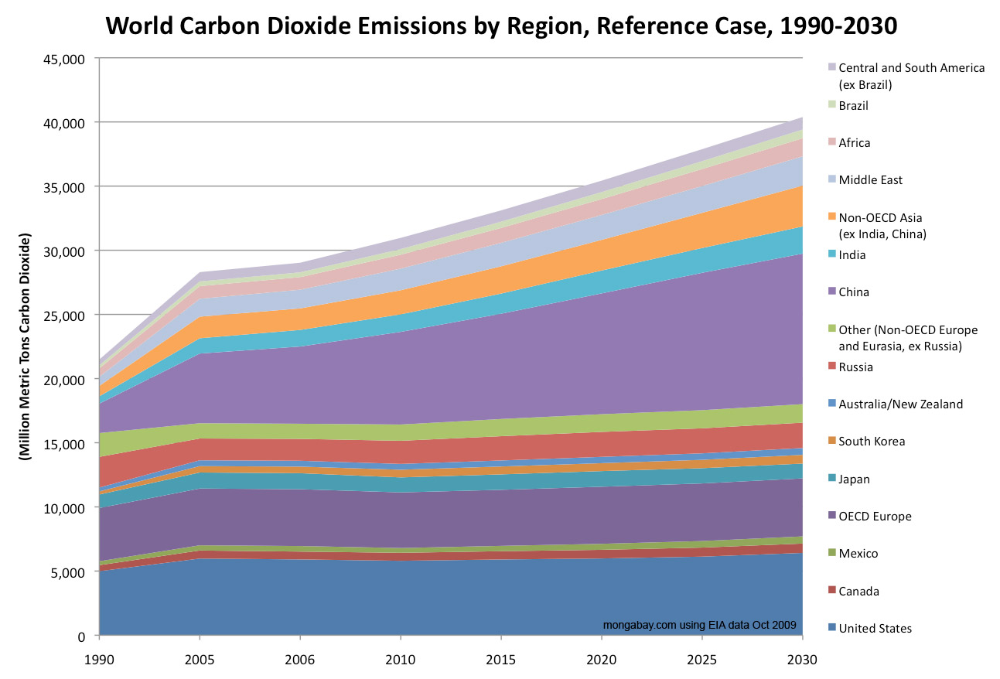 World Carbon Dioxide Emissions by Region, Reference Case, 1990-2030
(Million Metric Tons Carbon Dioxide)
45,000
40,000
35,000
30,000
25,000
20,000
15,000
10,000
5,000
0
1990
2005
2006
2010
2015
2020
2025
2030
mongabay.com using EIA data Oct 2009
Central and South America
(ex Brazil)
Brazil
Africa
Middle East
Non-OECD Asia
(ex India, China)
India
China
Other (Non-OECD Europe
and Eurasia, ex Russia)
Russia
Australia/New Zealand
South Korea
Japan
OECD Europe
Mexico
Canada
United States